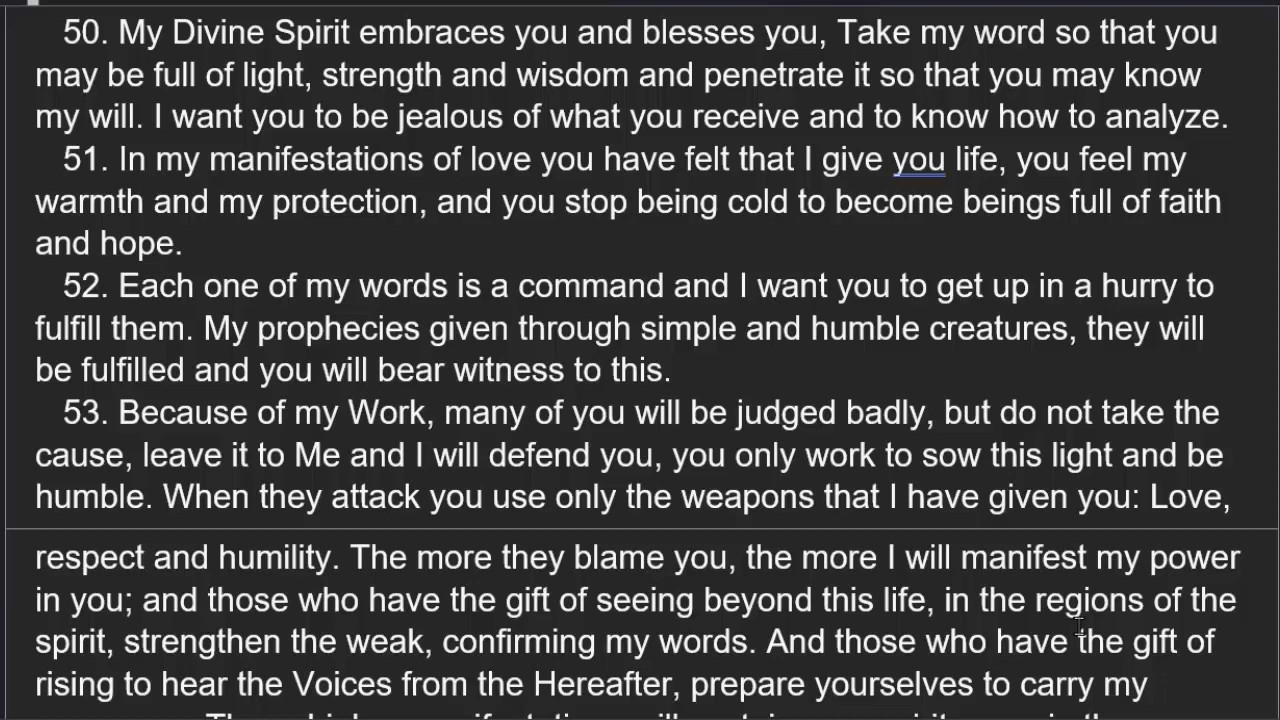 50. My Divine Spirit embraces you and blesses you, Take my word so that you
may be full of light, strength and wisdom and penetrate it so that you may know
my will. I want you to be jealous of what you receive and to know how to analyze.
51. In my manifestations of love you have felt that I give you life, you feel my
warmth and my protection, and you stop being cold to become beings full of faith
and hope.
52. Each one of my words is a command and I want you to get up in a hurry to
fulfill them. My prophecies given through simple and humble creatures, they will
be fulfilled and you will bear witness to this.
53. Because of my Work, many of you will be judged badly, but do not take the
cause, leave it to Me and I will defend you, you only work to sow this light and be
humble. When they attack you use only the weapons that I have given you: Love,
respect and humility. The more they blame you, the more I will manifest my power
in you; and those who have the gift of seeing beyond this life, in the regions of the
spirit, strengthen the weak, confirming my words. And those who have the gift of
rising to hear the Voices from the Hereafter, prepare yourselves to carry my